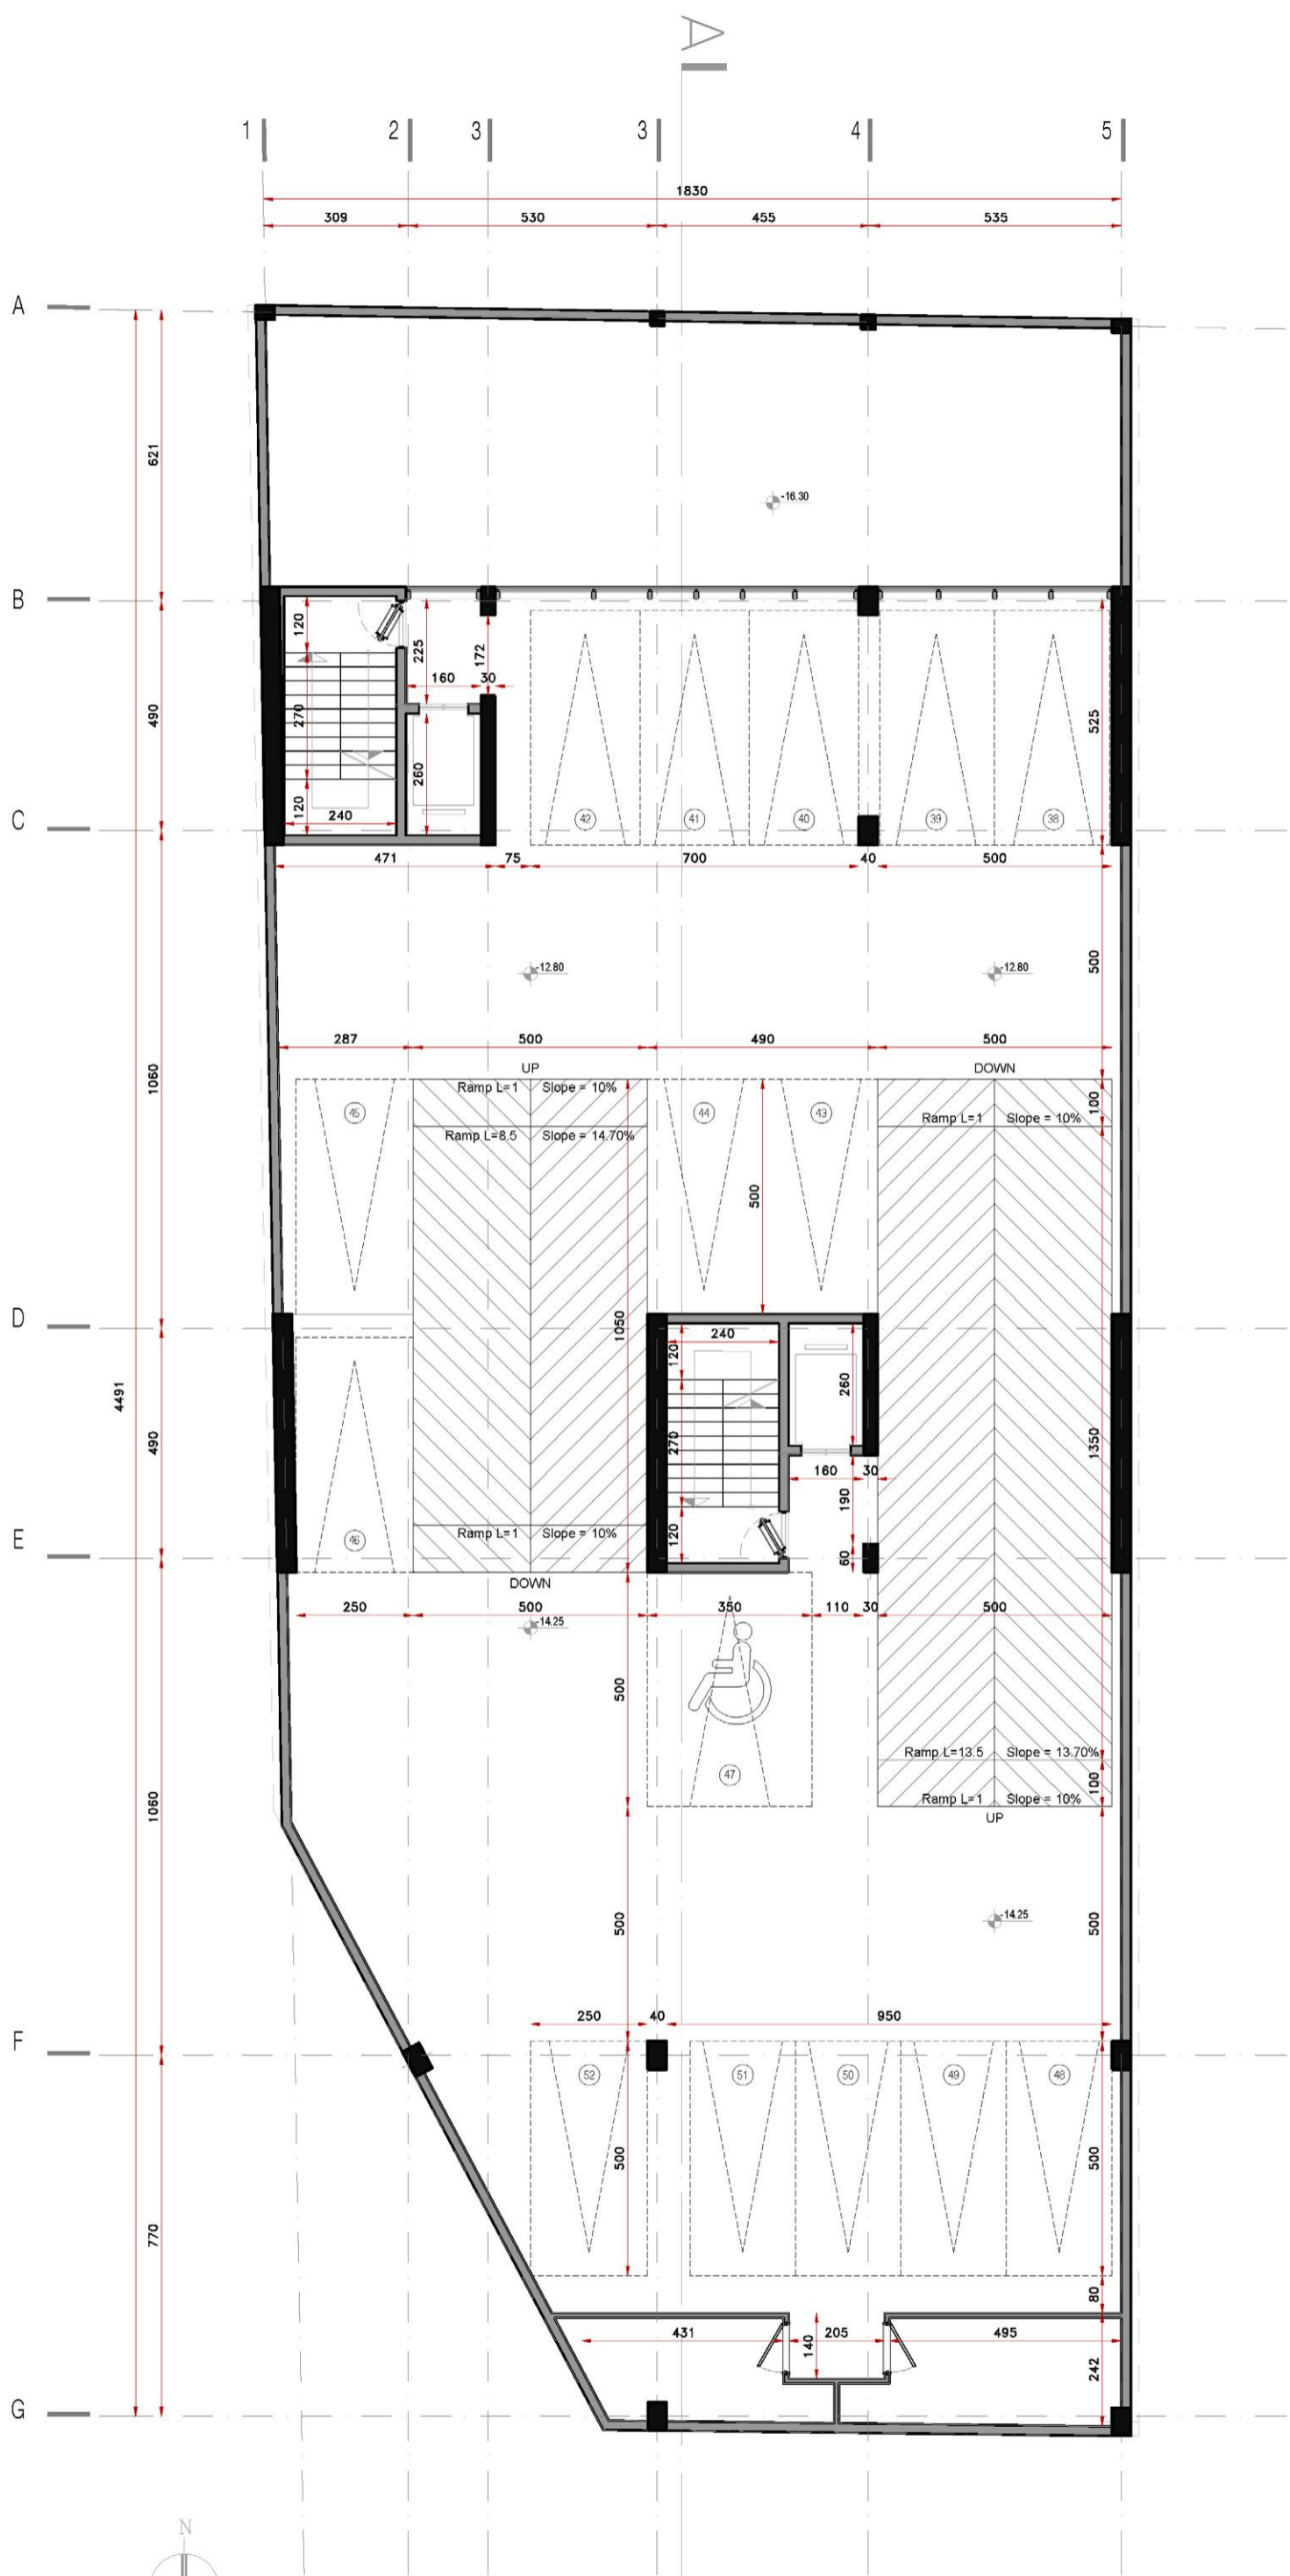 A
1 2 3 3 4 5
1830
309 530 455 535
A
621
-16.30
B
120
225
172
160 30
270
490
260
525
120
240
42 41 40 39 38
C
471 75 700 40 500
-12.80 -12.80
500
287 500 490 500
UP DOWN
Ramp L=1 Slope = 10%
100
45 44 43
Ramp L=1 Slope = 10%
Ramp L=8.5 Slope = 14.70%
1060
500
D
1050
120
240
260
4491
490
270
1350
160 30
190
Ramp L=1 Slope = 10%
120
60
46
E
DOWN
250 500 350 110 30 500
-14.25
500
Ramp L=13.5 Slope = 13.70%
47
100
Ramp L=1 Slope = 10%
UP
1060
500
-14.25
500
250 40 950
F
52 51 50 49 48
500
500
770
80
431 205 495
140
242
G
N